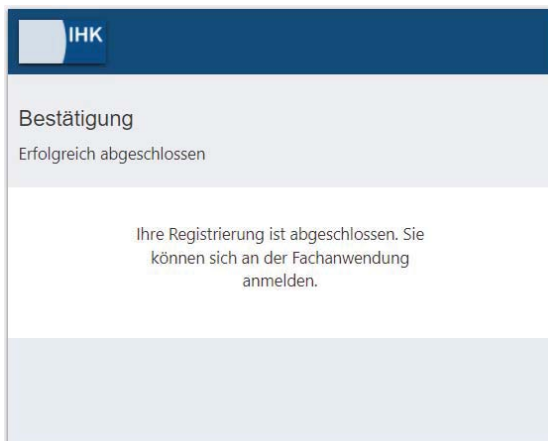 IHK
Bestätigung
Erfolgreich abgeschlossen
Ihre Registrierung ist abgeschlossen. Sie
können sich an der Fachanwendung
anmelden.